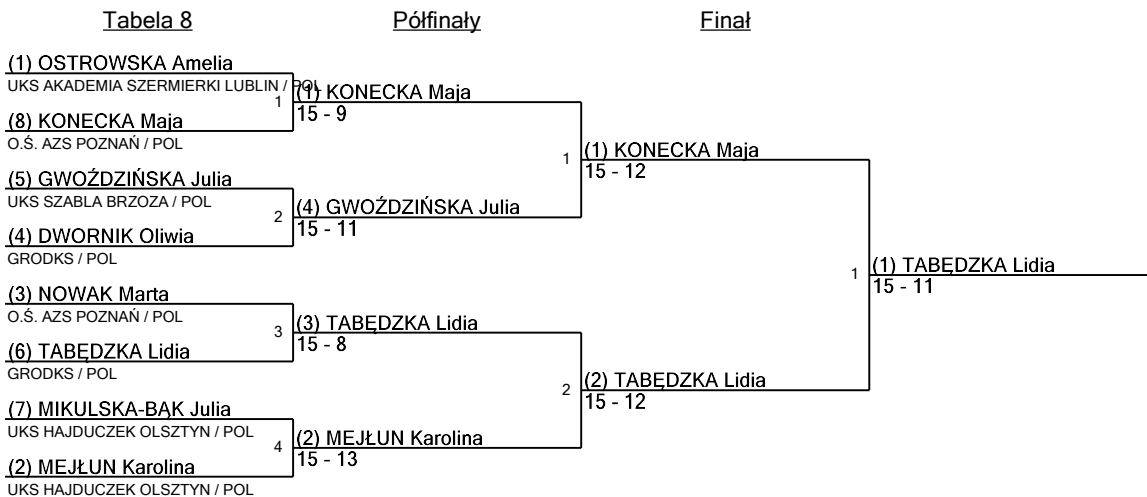 Tabela 8
Półfinały
Finał
(1) OSTROWSKA Amelia
UKS AKADEMIA SZERMIERKI LUBLIN / POL
1
(1) KONECKA Maja
15 - 9
(8) KONECKA Maja
O.Ś. AZS POZNAŃ / POL
1
(1) KONECKA Maja
15 - 12
(5) GWOŹDZIŃSKA Julia
UKS SZABLA BRZOZA / POL
2
(4) GWOŹDZIŃSKA Julia
15 - 11
(4) DWORNIK Oliwia
GRODKS / POL
1
(1) TABĘDZKA Lidia
15 - 11
(3) NOWAK Marta
O.Ś. AZS POZNAŃ / POL
3
(3) TABĘDZKA Lidia
15 - 8
(6) TABĘDZKA Lidia
GRODKS / POL
2
(2) TABĘDZKA Lidia
15 - 12
(7) MIKULSKA-BĄK Julia
UKS HAJDUCZEK OLSZTYN / POL
4
(2) MEJŁUN Karolina
15 - 13
(2) MEJŁUN Karolina
UKS HAJDUCZEK OLSZTYN / POL